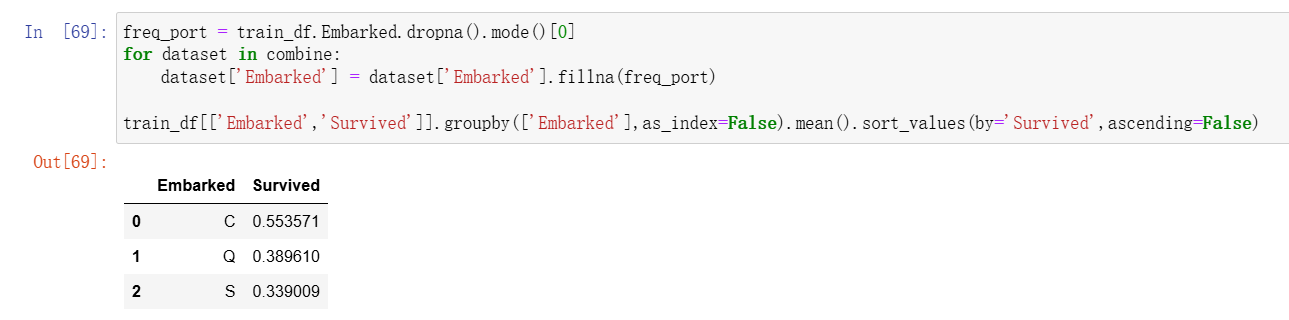 In [69]: freq_port = train_df.Embarked.dropna().mode()[0]
for dataset in combine:
    dataset['Embarked'] = dataset['Embarked'].fillna(freq_port)
train_df[['Embarked','Survived']].groupby(['Embarked'],as_index=False).mean().sort_values(by='Survived',ascending=False)
Out[69]:
Embarked Survived
0 C 0.553571
1 Q 0.389610
2 S 0.339009